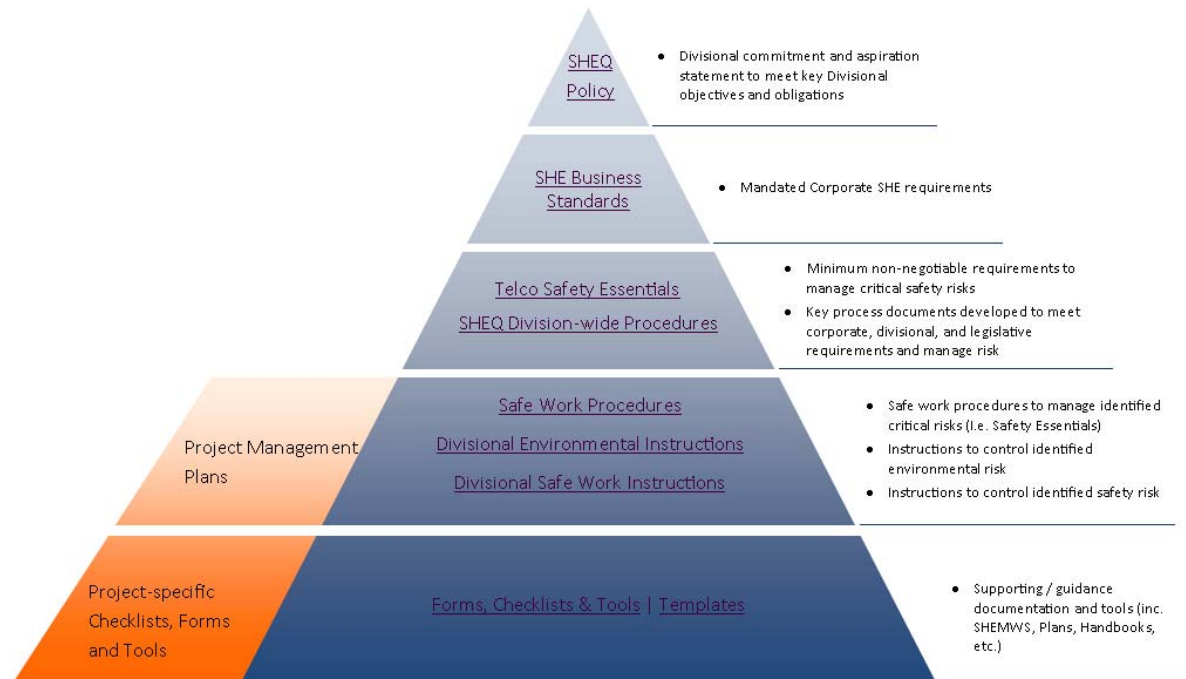 SHEQ
Policy
● Divisional commitment and aspiration
statement to meet key Divisional
objectives and obligations
SHE Business
Standards
● Mandated Corporate SHE requirements
Telco Safety Essentials
SHEQ Division-wide Procedures
● Minimum non-negotiable requirements to
manage critical safety risks
● Key process documents developed to meet
corporate, divisional, and legislative
requirements and manage risk
Project Management
Plans
Safe Work Procedures
Divisional Environmental Instructions
Divisional Safe Work Instructions
● Safe work procedures to manage identified
critical risks (I.e. Safety Essentials)
● Instructions to control identified
environmental risk
● Instructions to control identified safety risk
Project-specific
Checklists, Forms
and Tools
Forms, Checklists & Tools | Templates
● Supporting / guidance
documentation and tools (inc.
SHEMWS, Plans, Handbooks,
etc.)